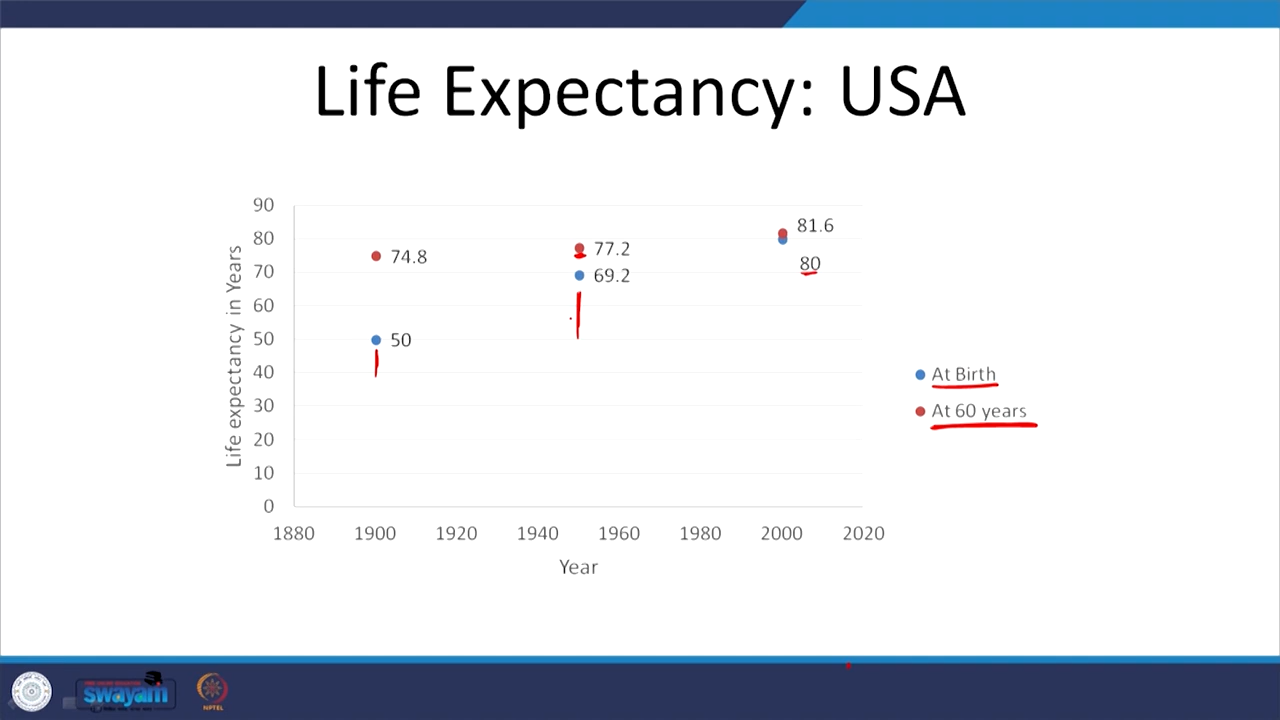 Life Expectancy: USA
Life expectancy in Years
90
80
70
60
50
40
30
20
10
0
74.8
50
77.2
69.2
81.6
80
At Birth
At 60 years
1880 1900 1920 1940 1960 1980 2000 2020
Year
swayam
NPTEL